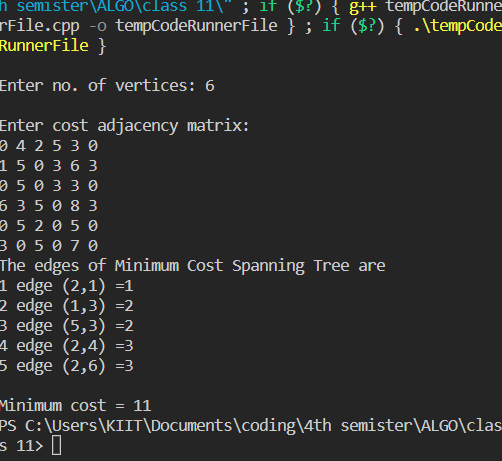 h semister\ALGO\class 11\" ; if ($?) { g++ tempCodeRunne
rFile.cpp -o tempCodeRunnerFile } ; if ($?) { .\tempCode
RunnerFile }
Enter no. of vertices: 6
Enter cost adjacency matrix:
0 4 2 5 3 0
1 5 0 3 6 3
0 5 0 3 3 0
6 3 5 0 8 3
0 5 2 0 5 0
3 0 5 0 7 0
The edges of Minimum Cost Spanning Tree are
1 edge (2,1) =1
2 edge (1,3) =2
3 edge (5,3) =2
4 edge (2,4) =3
5 edge (2,6) =3
Minimum cost = 11
PS C:\Users\KIIT\Documents\coding\4th semister\ALGO\clas
s 11>